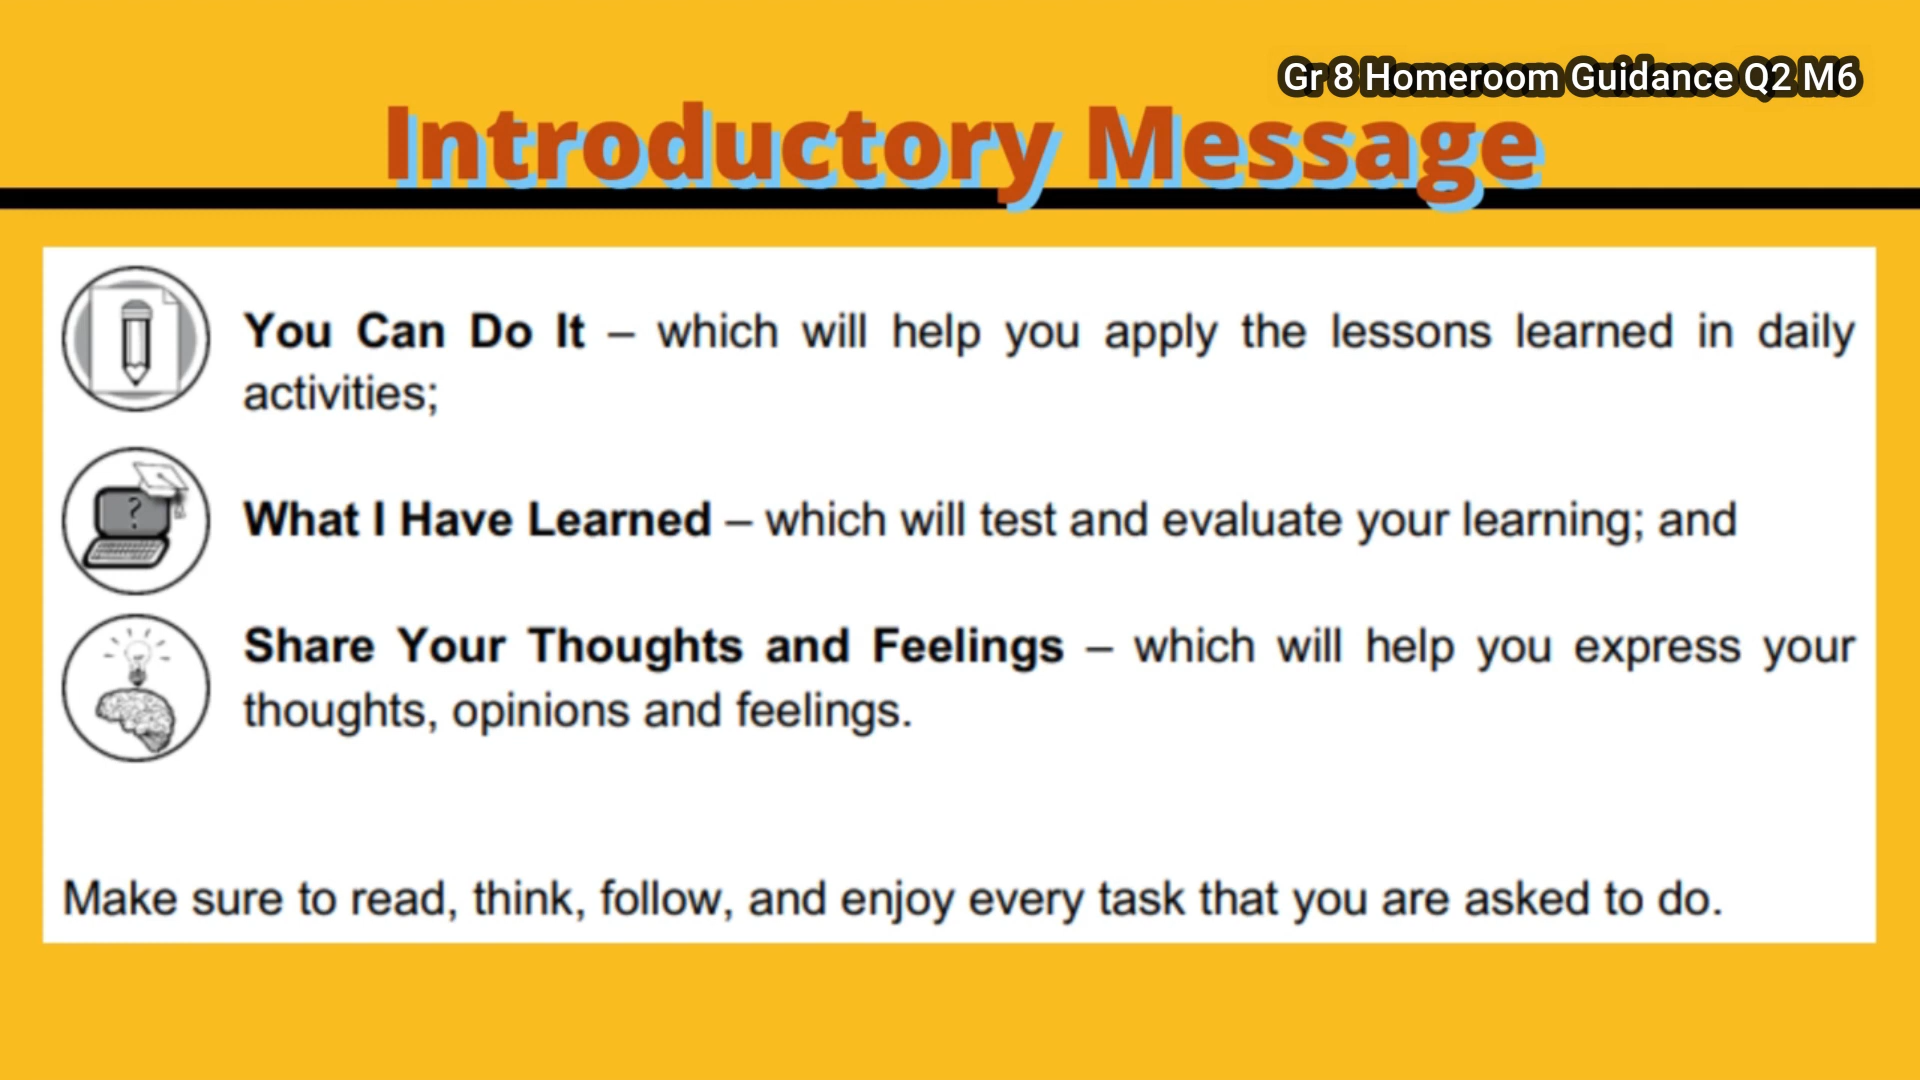 Gr 8 Homeroom Guidance Q2 M6
Introductory Message
You Can Do It – which will help you apply the lessons learned in daily
activities;
?
What I Have Learned – which will test and evaluate your learning; and
Share Your Thoughts and Feelings – which will help you express your
thoughts, opinions and feelings.
Make sure to read, think, follow, and enjoy every task that you are asked to do.